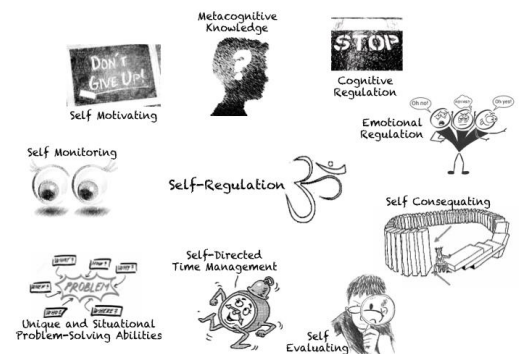 Metacognitive
Knowledge
DON'T
GIVE UP!
Self Motivating
STOP
Cognitive
Regulation
Oh no!
Oh yes!
Emotional
Regulation
Self Monitoring
Self-Regulation
ॐ
Self Consequating
Self-Directed
Time Management
WHAT?
HOW?
WHY?
WHEN?
PROBLEM
WHO?
WHERE?
Unique and Situational
Problem-Solving Abilities
Self
Evaluating